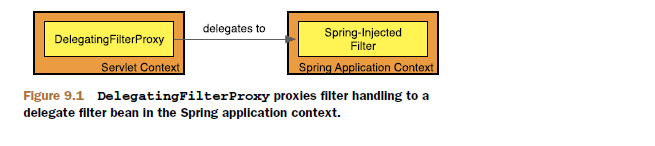 delegates to
DelegatingFilterProxy
Spring-Injected
Filter
Servlet Context
Spring Application Context
Figure 9.1 DelegatingFilterProxy proxies filter handling to a
delegate filter bean in the Spring application context.